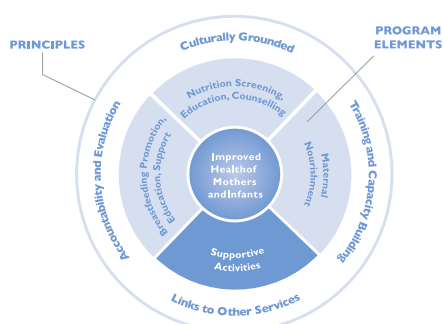 PRINCIPLES
Culturally Grounded
PROGRAM
ELEMENTS
Nutrition Screening,
Education, Counselling
Accountability and Evaluation
Breastfeeding Promotion,
Education, Support
Improved
Healthof
Mothers
andInfants
Maternal
Nourishment
Training and Capacity Building
Supportive
Activities
Links to Other Services